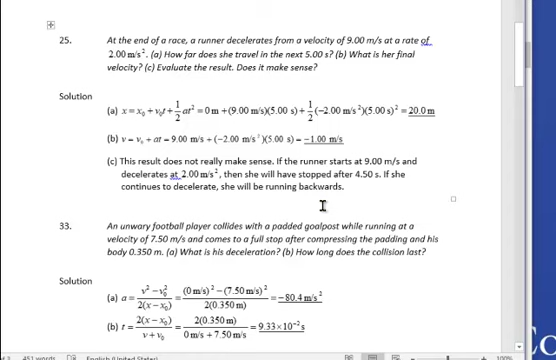 25. At the end of a race, a runner decelerates from a velocity of 9.00 m/s at a rate of
2.00 m/s². (a) How far does she travel in the next 5.00 s? (b) What is her final
velocity? (c) Evaluate the result. Does it make sense?
Solution
(a) x = x₀ + v₀t + 1/2 at² = 0 m + (9.00 m/s)(5.00 s) + 1/2 (−2.00 m/s²)(5.00 s)² = 20.0 m
(b) v = v₀ + at = 9.00 m/s + (−2.00 m/s²)(5.00 s) = −1.00 m/s
(c) This result does not really make sense. If the runner starts at 9.00 m/s and
decelerates at 2.00 m/s², then she will have stopped after 4.50 s. If she
continues to decelerate, she will be running backwards.
33. An unwary football player collides with a padded goalpost while running at a
velocity of 7.50 m/s and comes to a full stop after compressing the padding and his
body 0.350 m. (a) What is his deceleration? (b) How long does the collision last?
Solution
(a) a = (v² − v₀²)/(2(x − x₀)) = ((0 m/s)² − (7.50 m/s)²)/(2(0.350 m)) = −80.4 m/s²
(b) t = 2(x − x₀)/(v + v₀) = 2(0.350 m)/(0 m/s + 7.50 m/s) = 9.33×10⁻² s
451 words English (United States) 100%